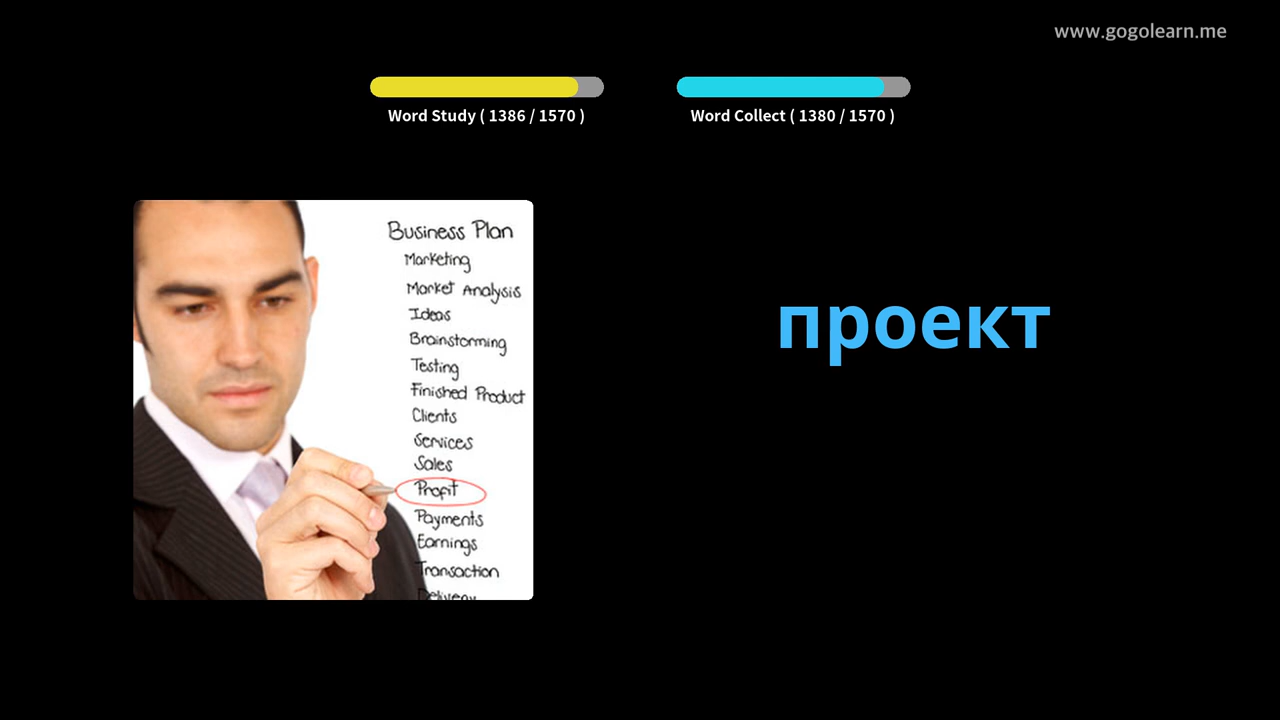 www.gogolearn.me
Word Study ( 1386 / 1570 )
Word Collect ( 1380 / 1570 )
Business Plan
Marketing
Market Analysis
Ideas
Brainstorming
Testing
Finished Product
Clients
Services
Sales
Profit
Payments
Earnings
Transaction
Delivery
проект